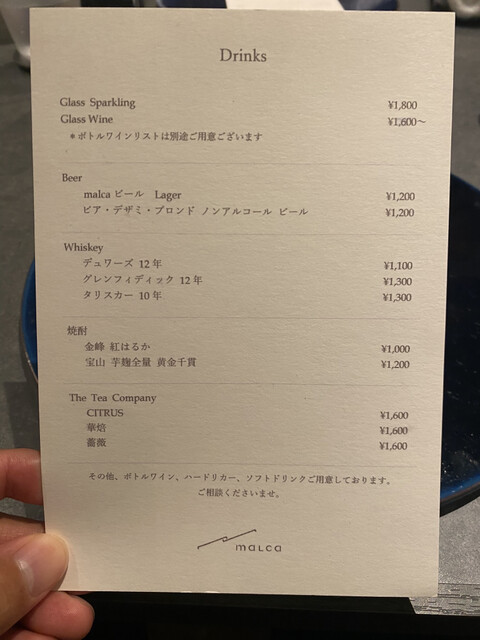 Drinks
Glass Sparkling ¥1,800
Glass Wine ¥1,600～
＊ボトルワインリストは別途ご用意ございます
Beer
malca ビール Lager ¥1,200
ビア・デザミ・ブロンド ノンアルコール ビール ¥1,200
Whiskey
デュワーズ 12年 ¥1,100
グレンフィディック 12年 ¥1,300
タリスカー 10年 ¥1,300
焼酎
金峰 紅はるか ¥1,000
宝山 芋麹全量 黄金千貫 ¥1,200
The Tea Company
CITRUS ¥1,600
華焙 ¥1,600
薔薇 ¥1,600
その他、ボトルワイン、ハードリカー、ソフトドリンクご用意しております。
ご相談くださいませ。
malca